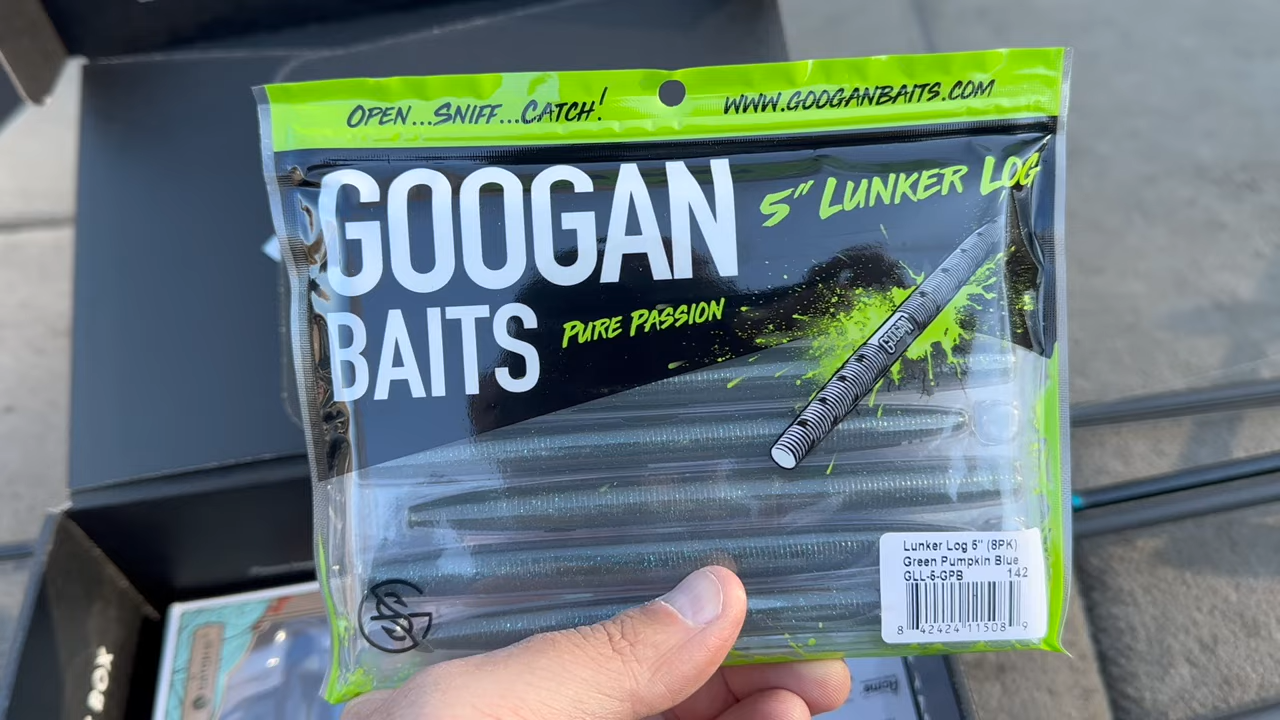 OPEN...SNIFF...CATCH!
WWW.GOOGANBAITS.COM
GOOGAN
BAITS
PURE PASSION
5" LUNKER LOG
GOOGAN
Lunker Log 5" (8PK)
Green Pumpkin Blue
GLL-5-GPB 142
8 42424 11508 9